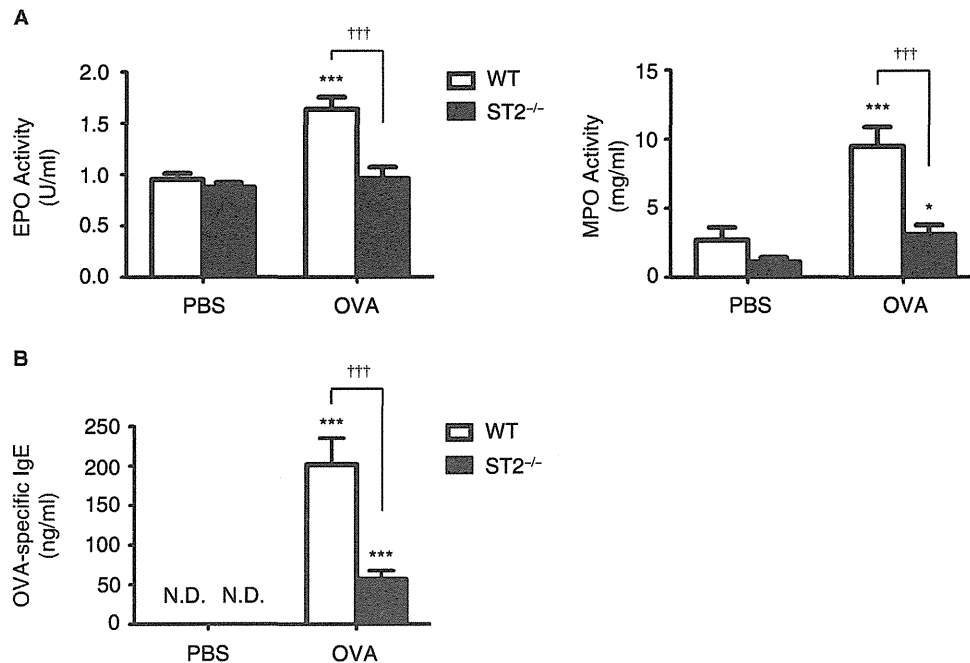 A
EPO Activity
(U/ml)
2.0
1.5
1.0
0.5
0.0
***
†††
PBS
OVA
WT
ST2−/−
MPO Activity
(mg/ml)
15
10
5
0
***
†††
*
PBS
OVA
B
OVA-specific IgE
(ng/ml)
250
200
150
100
50
0
N.D. N.D.
***
†††
***
PBS
OVA
WT
ST2−/−